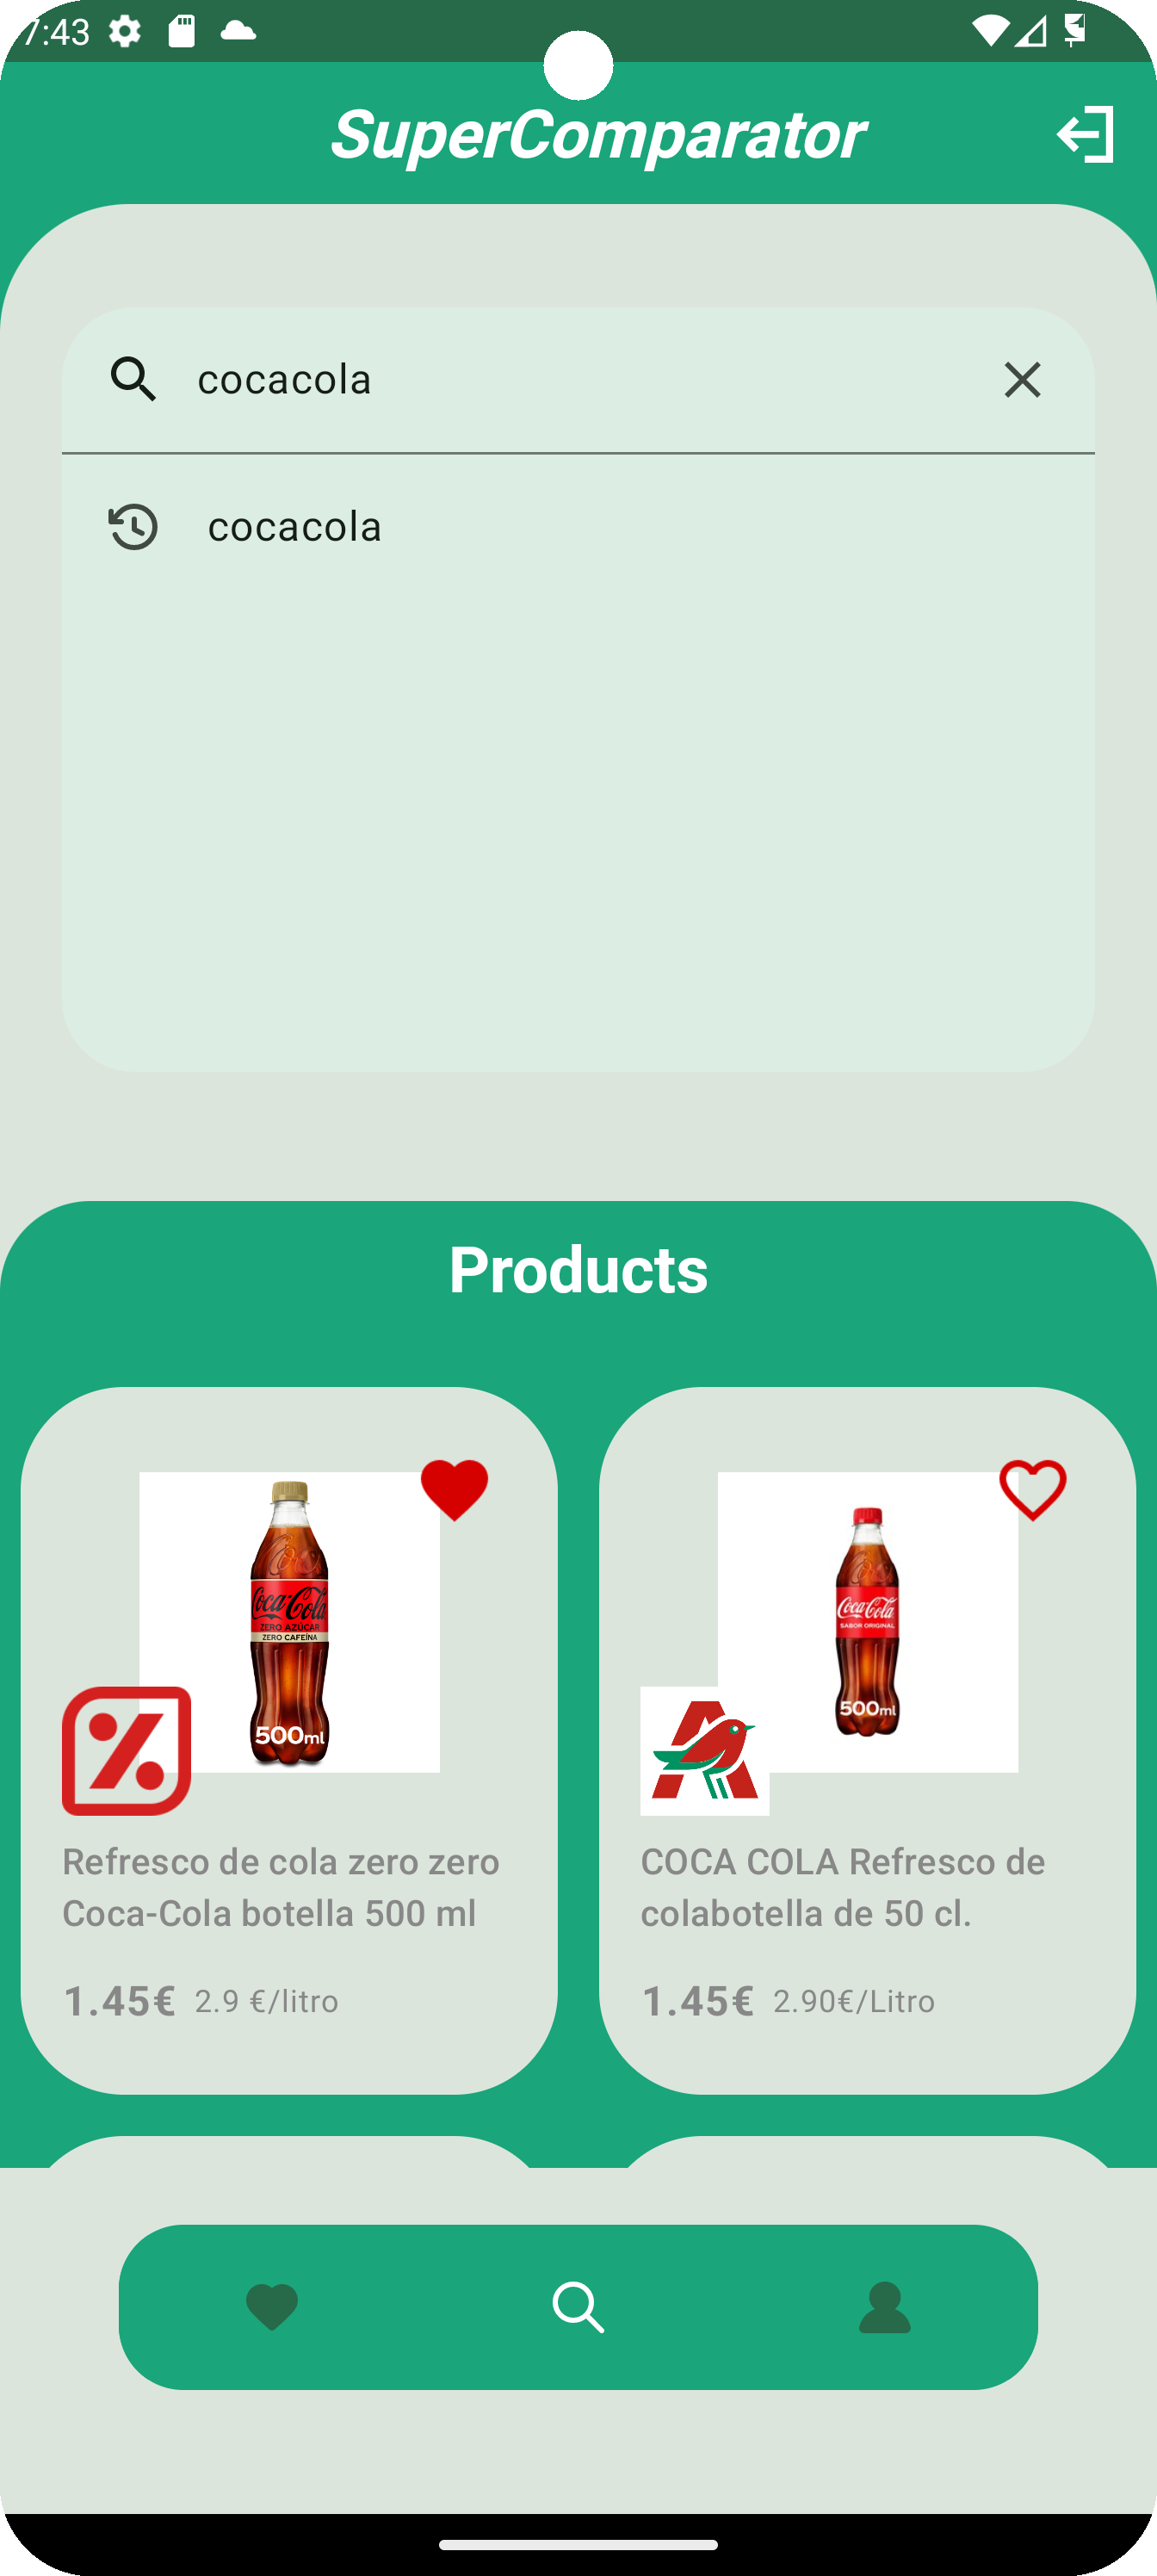 7:43
SuperComparator
cocacola
cocacola
Products
Coca-Cola
ZERO AZÚCAR
ZERO CAFEÍNA
500ml
Coca-Cola
SABOR ORIGINAL
500ml
Refresco de cola zero zero
Coca-Cola botella 500 ml
1.45€ 2.9 €/litro
COCA COLA Refresco de
colabotella de 50 cl.
1.45€ 2.90€/Litro